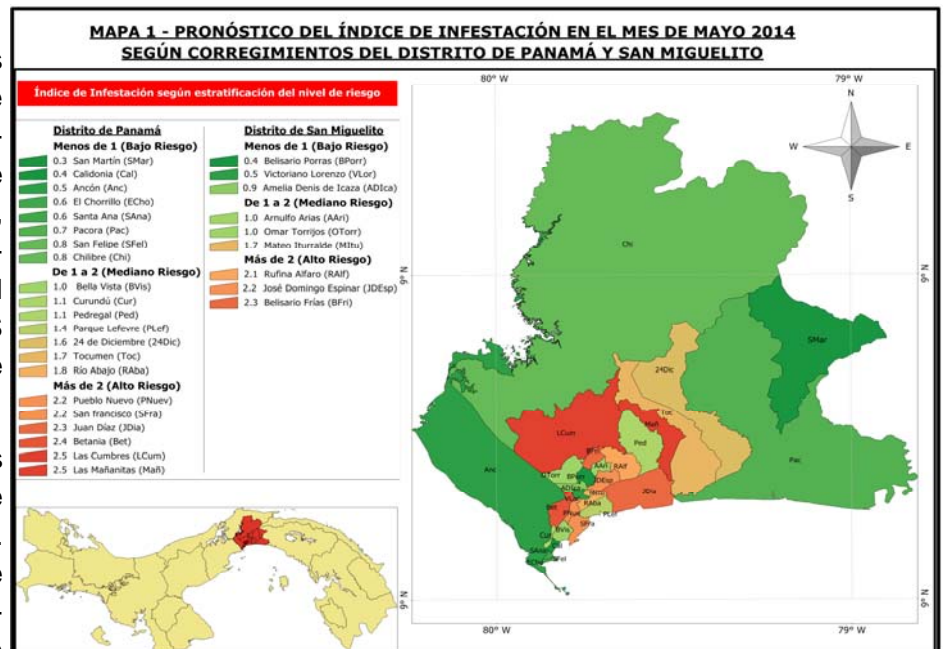 MAPA 1 - PRONÓSTICO DEL ÍNDICE DE INFESTACIÓN EN EL MES DE MAYO 2014
SEGÚN CORREGIMIENTOS DEL DISTRITO DE PANAMÁ Y SAN MIGUELITO
Índice de Infestación según estratificación del nivel de riesgo
Distrito de Panamá
Menos de 1 (Bajo Riesgo)
0.3 San Martín (SMar)
0.4 Calidonia (Cal)
0.5 Ancón (Anc)
0.6 El Chorrillo (ECho)
0.6 Santa Ana (SAna)
0.7 Pacora (Pac)
0.8 San Felipe (SFel)
0.8 Chilibre (Chi)
De 1 a 2 (Mediano Riesgo)
1.0 Bella Vista (BVis)
1.1 Curundú (Cur)
1.1 Pedregal (Ped)
1.4 Parque Lefevre (PLef)
1.6 24 de Diciembre (24Dic)
1.7 Tocumen (Toc)
1.8 Río Abajo (RAba)
Más de 2 (Alto Riesgo)
2.2 Pueblo Nuevo (PNuev)
2.2 San francisco (SFra)
2.3 Juan Díaz (JDia)
2.4 Betania (Bet)
2.5 Las Cumbres (LCum)
2.5 Las Mañanitas (Mañ)
Distrito de San Miguelito
Menos de 1 (Bajo Riesgo)
0.4 Belisario Porras (BPorr)
0.5 Victoriano Lorenzo (VLor)
0.9 Amelia Denis de Icaza (ADIca)
De 1 a 2 (Mediano Riesgo)
1.0 Arnulfo Arias (AAri)
1.0 Omar Torrijos (OTorr)
1.7 Mateo Iturralde (MItu)
Más de 2 (Alto Riesgo)
2.1 Rufina Alfaro (RAlf)
2.2 José Domingo Espinar (JDEsp)
2.3 Belisario Frías (BFri)
80° W
79° W
N
W
E
S
Chi
9° N
9° N
SMar
24Dic
Toc
Mañ
LCum
Ped
BFri
Anc
Pac
AAri
RAlf
OTorr
BPorr
JDEsp
JDia
RAba
Bet
PLef
SFra
BVis
Cur
SAna
SFel
9° N
9° N
80° W
79° W